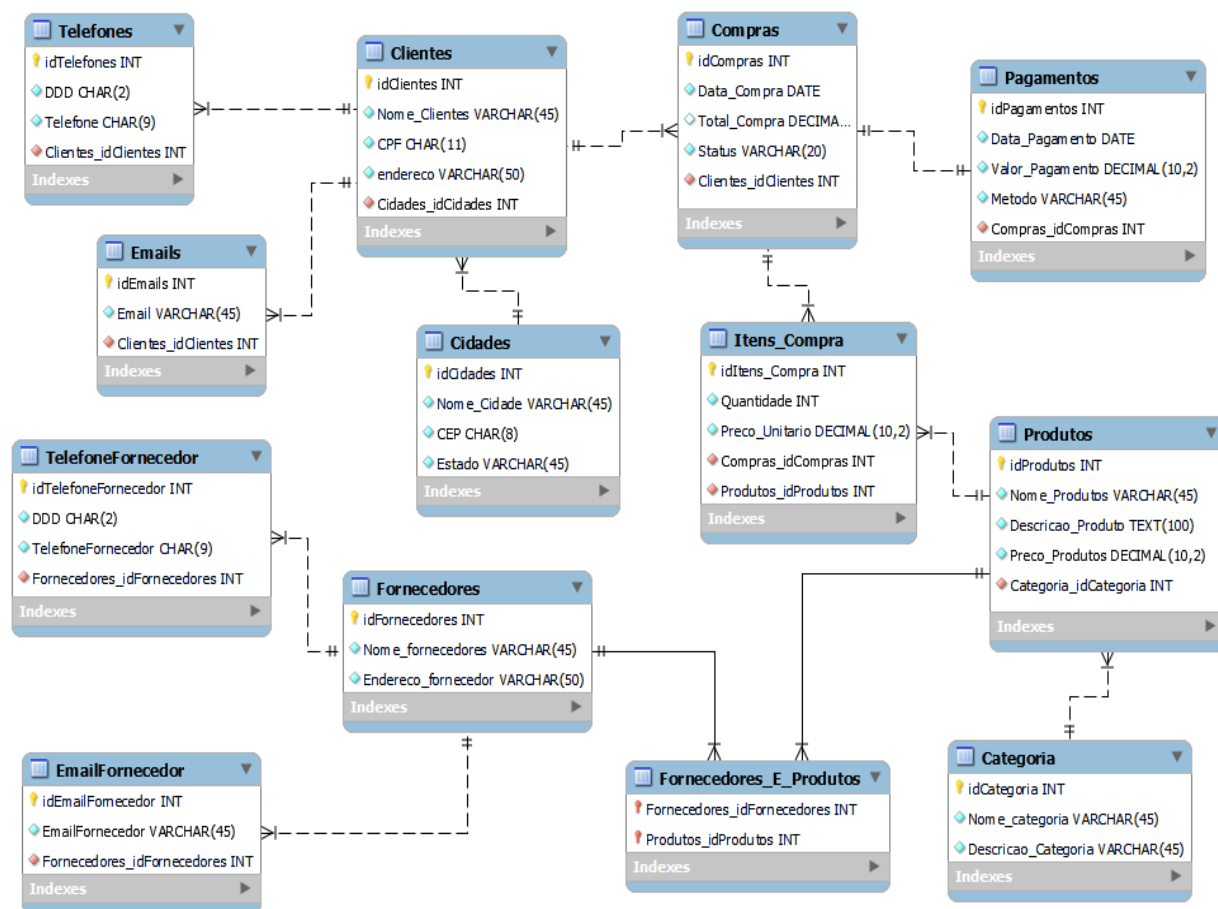 Telefones
idTelefones INT
DDD CHAR(2)
Telefone CHAR(9)
Clientes_idClientes INT
Indexes
Clientes
idClientes INT
Nome_Clientes VARCHAR(45)
CPF CHAR(11)
endereco VARCHAR(50)
Cidades_idCidades INT
Indexes
Compras
idCompras INT
Data_Compra DATE
Total_Compra DECIMA...
Status VARCHAR(20)
Clientes_idClientes INT
Indexes
Pagamentos
idPagamentos INT
Data_Pagamento DATE
Valor_Pagamento DECIMAL(10,2)
Metodo VARCHAR(45)
Compras_idCompras INT
Indexes
Emails
idEmails INT
Email VARCHAR(45)
Clientes_idClientes INT
Indexes
Cidades
idCidades INT
Nome_Cidade VARCHAR(45)
CEP CHAR(8)
Estado VARCHAR(45)
Indexes
Itens_Compra
idItens_Compra INT
Quantidade INT
Preco_Unitario DECIMAL(10,2)
Compras_idCompras INT
Produtos_idProdutos INT
Indexes
Produtos
idProdutos INT
Nome_Produtos VARCHAR(45)
Descricao_Produto TEXT(100)
Preco_Produtos DECIMAL(10,2)
Categoria_idCategoria INT
Indexes
TelefoneFornecedor
idTelefoneFornecedor INT
DDD CHAR(2)
TelefoneFornecedor CHAR(9)
Fornecedores_idFornecedores INT
Indexes
Fornecedores
idFornecedores INT
Nome_fornecedores VARCHAR(45)
Endereco_fornecedor VARCHAR(50)
Indexes
EmailFornecedor
idEmailFornecedor INT
EmailFornecedor VARCHAR(45)
Fornecedores_idFornecedores INT
Indexes
Fornecedores_E_Produtos
Fornecedores_idFornecedores INT
Produtos_idProdutos INT
Indexes
Categoria
idCategoria INT
Nome_categoria VARCHAR(45)
Descricao_Categoria VARCHAR(45)
Indexes